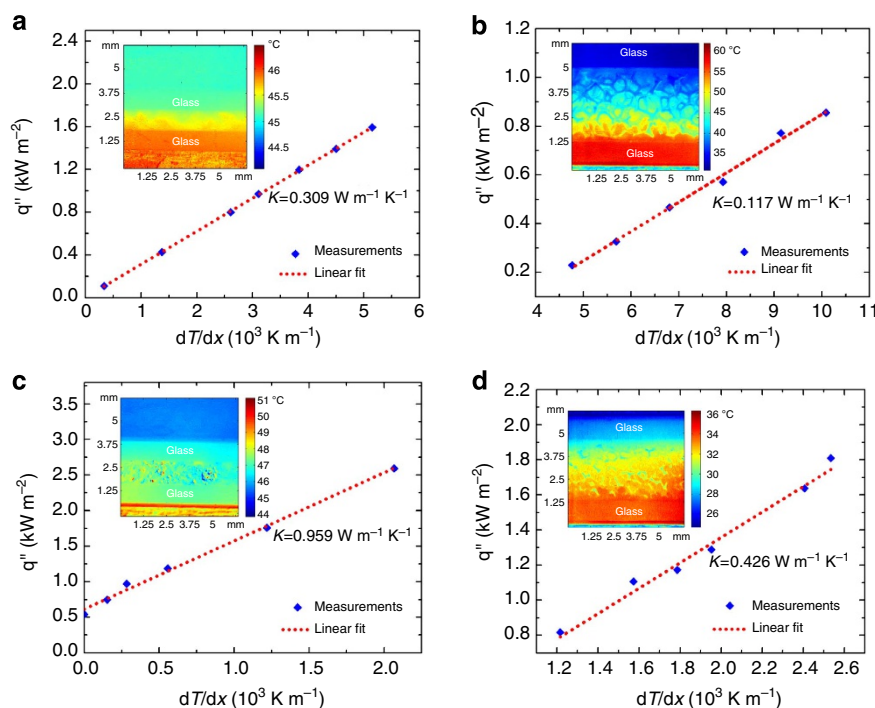 a
2.4
2.0
1.6
1.2
0.8
0.4
0.0
q'' (kW m−2)
mm
5
3.75
2.5
1.25
Glass
Glass
1.25 2.5 3.75 5 mm
°C
46
45.5
45
44.5
K=0.309 W m−1 K−1
Measurements
Linear fit
0 1 2 3 4 5 6
dT/dx (10³ K m−1)
b
1.2
1.0
0.8
0.6
0.4
0.2
q'' (kW m−2)
mm
5
3.75
2.5
1.25
Glass
Glass
1.25 2.5 3.75 5 mm
60 °C
50
40
K=0.117 W m−1 K−1
Measurements
Linear fit
4 5 6 7 8 9 10 11
dT/dx (10³ K m−1)
c
3.5
3.0
2.5
2.0
1.5
1.0
0.5
0.0
q'' (kW m−2)
mm
5
3.75
2.5
1.25
Glass
Glass
1.25 2.5 3.75 5 mm
51 °C
50
49
48
47
46
45
44
K=0.959 W m−1 K−1
Measurements
Linear fit
0.0 0.5 1.0 1.5 2.0
dT/dx (10³ K m−1)
d
2.2
2.0
1.8
1.6
1.4
1.2
1.0
0.8
q'' (kW m−2)
mm
5
3.75
2.5
1.25
Glass
Glass
1.25 2.5 3.75 5 mm
36 °C
34
32
30
28
26
K=0.426 W m−1 K−1
Measurements
Linear fit
1.2 1.4 1.6 1.8 2.0 2.2 2.4 2.6
dT/dx (10³ K m−1)